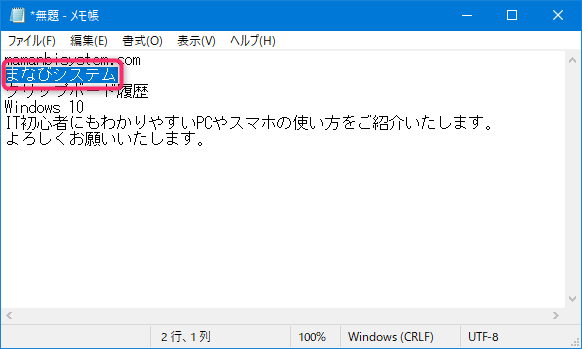 *無題 - メモ帳
ファイル(F) 編集(E) 書式(O) 表示(V) ヘルプ(H)
mamanbisystem.com
まなびシステム
クリップボード履歴
Windows 10
IT初心者にもわかりやすいPCやスマホの使い方をご紹介いたします。
よろしくお願いいたします。
2 行、1 列 100% Windows (CRLF) UTF-8